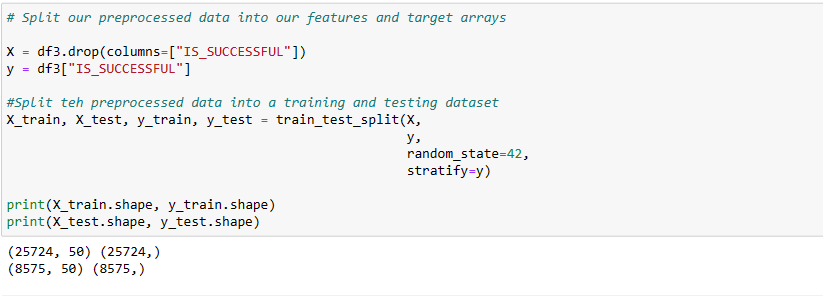 # Split our preprocessed data into our features and target arrays
X = df3.drop(columns=["IS_SUCCESSFUL"])
y = df3["IS_SUCCESSFUL"]
#Split teh preprocessed data into a training and testing dataset
X_train, X_test, y_train, y_test = train_test_split(X,
y,
random_state=42,
stratify=y)
print(X_train.shape, y_train.shape)
print(X_test.shape, y_test.shape)
(25724, 50) (25724,)
(8575, 50) (8575,)